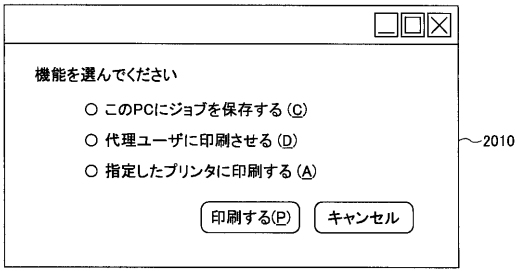 機能を選んでください
○ このPCにジョブを保存する(C)
○ 代理ユーザに印刷させる(D)
○ 指定したプリンタに印刷する(A)
印刷する(P) キャンセル
2010